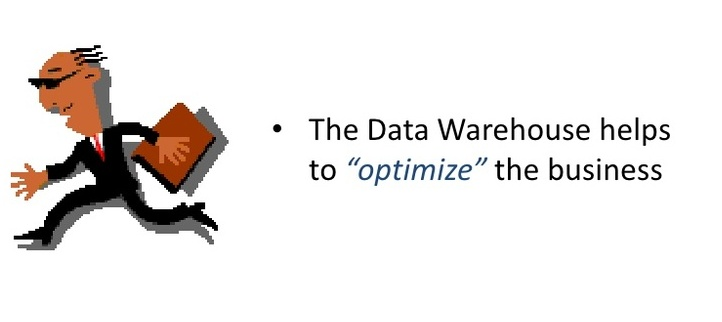 • The Data Warehouse helps
to “optimize” the business